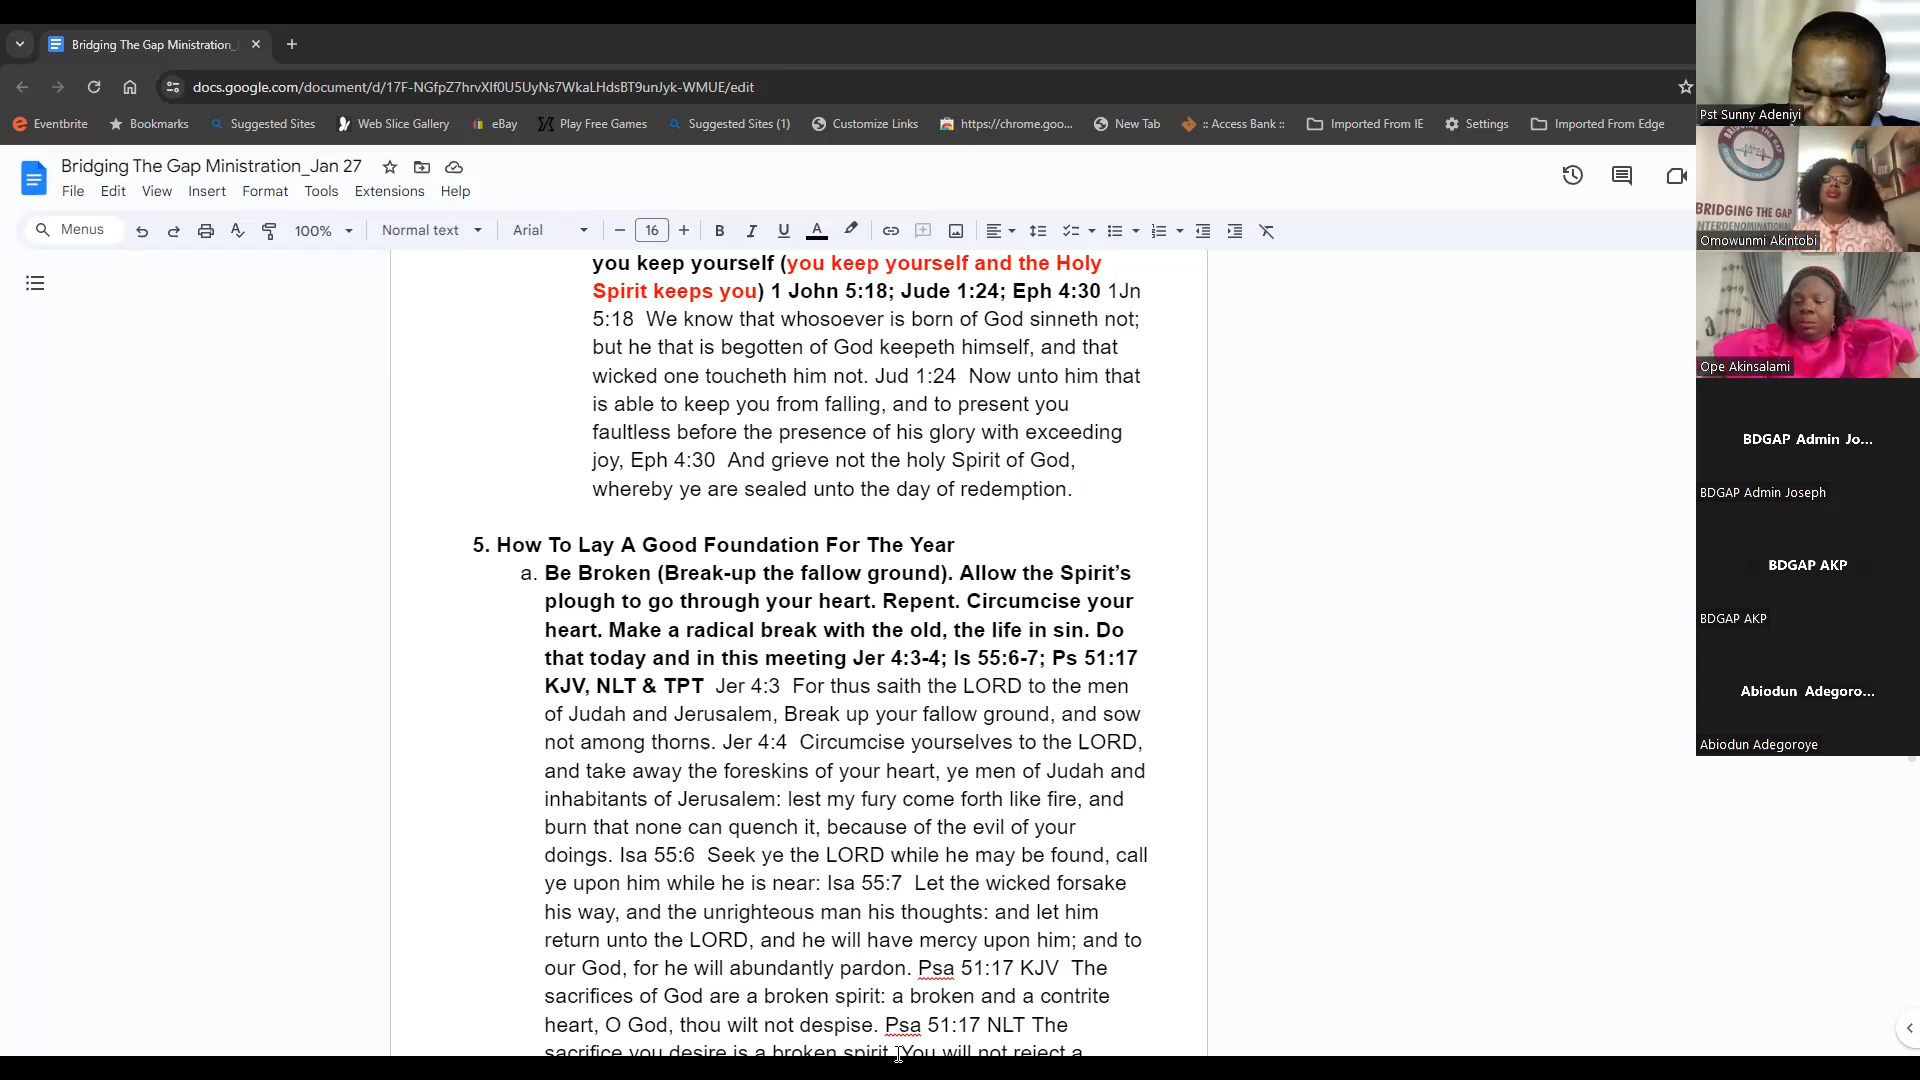 Bridging The Gap Ministration_
docs.google.com/document/d/17F-NGfpZ7hrvXlf0U5UyNs7WkaLHdsBT9unJyk-WMUE/edit
Eventbrite Bookmarks Suggested Sites Web Slice Gallery eBay Play Free Games Suggested Sites (1) Customize Links https://chrome.goo... New Tab :: Access Bank :: Imported From IE Settings Imported From Edge
Bridging The Gap Ministration_Jan 27
File Edit View Insert Format Tools Extensions Help
Menus 100% Normal text Arial 16 B I U A
you keep yourself (you keep yourself and the Holy
Spirit keeps you) 1 John 5:18; Jude 1:24; Eph 4:30 1Jn
5:18 We know that whosoever is born of God sinneth not;
but he that is begotten of God keepeth himself, and that
wicked one toucheth him not. Jud 1:24 Now unto him that
is able to keep you from falling, and to present you
faultless before the presence of his glory with exceeding
joy, Eph 4:30 And grieve not the holy Spirit of God,
whereby ye are sealed unto the day of redemption.
5. How To Lay A Good Foundation For The Year
a. Be Broken (Break-up the fallow ground). Allow the Spirit’s
plough to go through your heart. Repent. Circumcise your
heart. Make a radical break with the old, the life in sin. Do
that today and in this meeting Jer 4:3-4; Is 55:6-7; Ps 51:17
KJV, NLT & TPT Jer 4:3 For thus saith the LORD to the men
of Judah and Jerusalem, Break up your fallow ground, and sow
not among thorns. Jer 4:4 Circumcise yourselves to the LORD,
and take away the foreskins of your heart, ye men of Judah and
inhabitants of Jerusalem: lest my fury come forth like fire, and
burn that none can quench it, because of the evil of your
doings. Isa 55:6 Seek ye the LORD while he may be found, call
ye upon him while he is near: Isa 55:7 Let the wicked forsake
his way, and the unrighteous man his thoughts: and let him
return unto the LORD, and he will have mercy upon him; and to
our God, for he will abundantly pardon. Psa 51:17 KJV The
sacrifices of God are a broken spirit: a broken and a contrite
heart, O God, thou wilt not despise. Psa 51:17 NLT The
sacrifice you desire is a broken spirit. You will not reject a
Pst Sunny Adeniyi
BRIDGING THE GAP
INTERDENOMINATIONAL
Omowunmi Akintobi
Ope Akinsalami
BDGAP Admin Jo...
BDGAP Admin Joseph
BDGAP AKP
BDGAP AKP
Abiodun Adegoro...
Abiodun Adegoroye